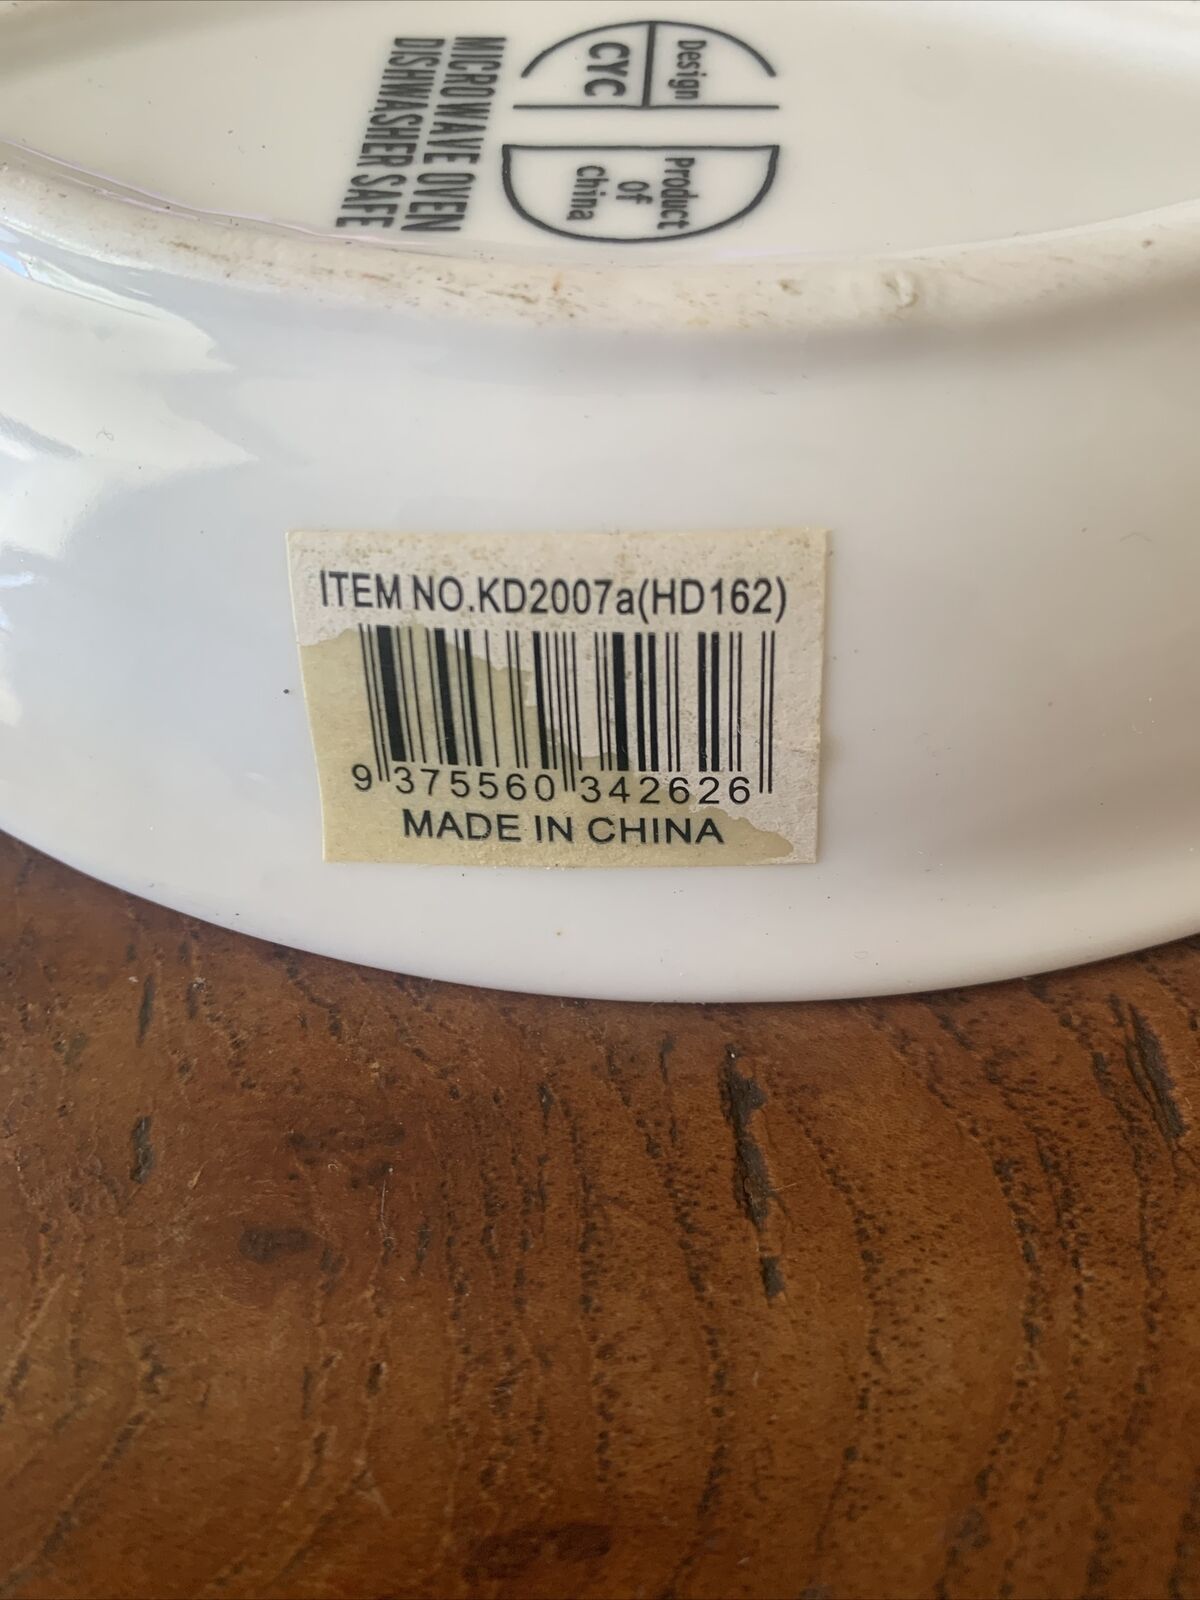 Design
CYC
Product
of
China
MICROWAVE OVEN
DISHWASHER SAFE
ITEM NO.KD2007a(HD162)
9 375560 342626
MADE IN CHINA